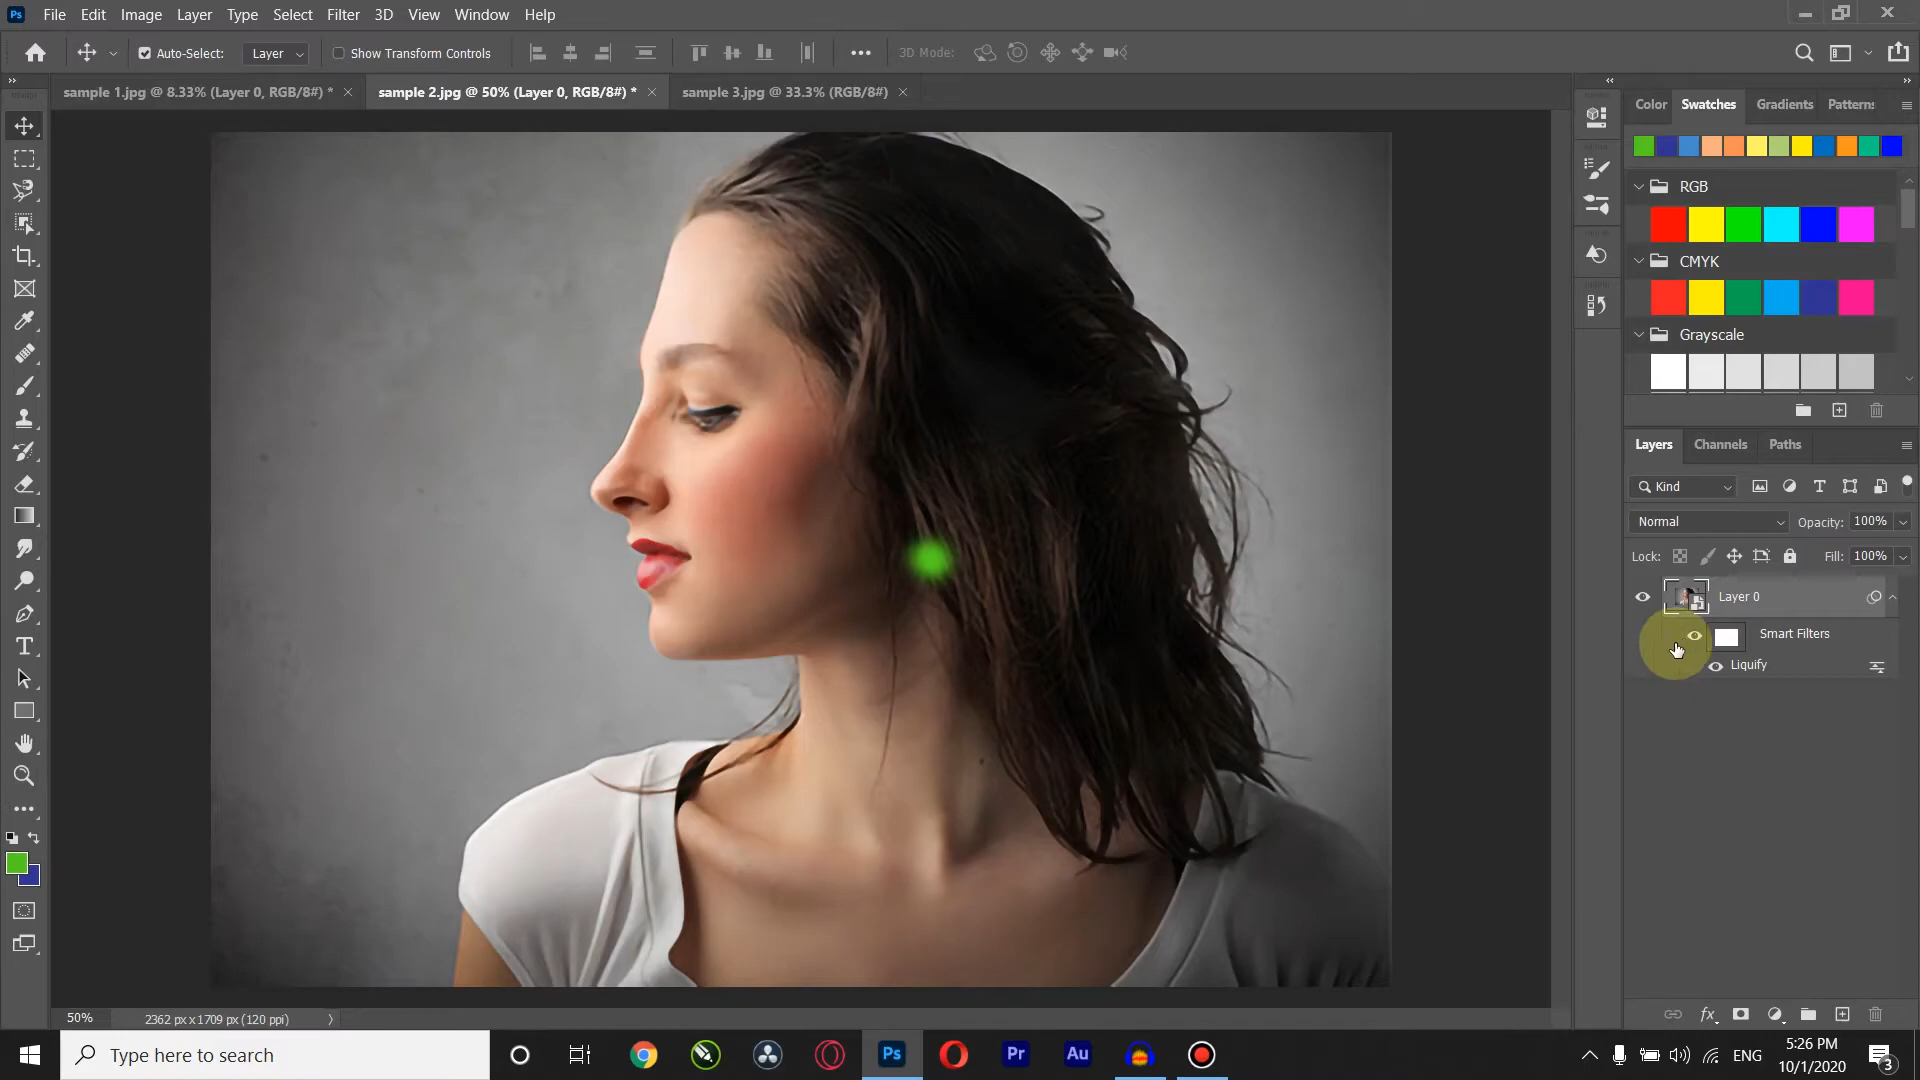 Ps File Edit Image Layer Type Select Filter 3D View Window Help
Auto-Select: Layer Show Transform Controls 3D Mode:
sample 1.jpg @ 8.33% (Layer 0, RGB/8#) * sample 2.jpg @ 50% (Layer 0, RGB/8#) * sample 3.jpg @ 33.3% (RGB/8#)
Color Swatches Gradients Patterns
RGB
CMYK
Grayscale
Layers Channels Paths
Kind
Normal Opacity: 100%
Lock: Fill: 100%
Layer 0
Smart Filters
Liquify
50% 2362 px x 1709 px (120 ppi)
Type here to search Ps Pr Au ENG 5:26 PM
10/1/2020 3